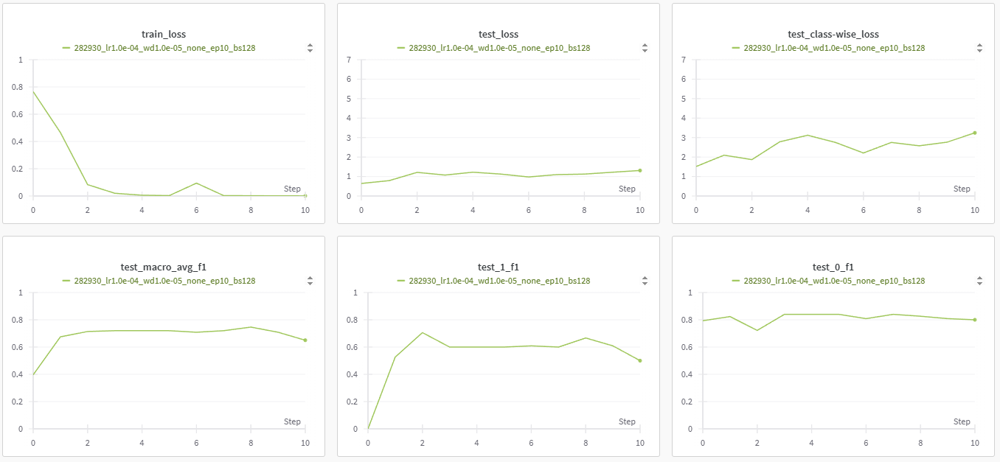 train_loss
282930_lr1.0e-04_wd1.0e-05_none_ep10_bs128
1
0.8
0.6
0.4
0.2
0
Step
0 2 4 6 8 10
test_loss
282930_lr1.0e-04_wd1.0e-05_none_ep10_bs128
7
6
5
4
3
2
1
0
Step
0 2 4 6 8 10
test_class-wise_loss
282930_lr1.0e-04_wd1.0e-05_none_ep10_bs128
7
6
5
4
3
2
1
0
Step
0 2 4 6 8 10
test_macro_avg_f1
282930_lr1.0e-04_wd1.0e-05_none_ep10_bs128
1
0.8
0.6
0.4
0.2
0
Step
0 2 4 6 8 10
test_1_f1
282930_lr1.0e-04_wd1.0e-05_none_ep10_bs128
1
0.8
0.6
0.4
0.2
0
Step
0 2 4 6 8 10
test_0_f1
282930_lr1.0e-04_wd1.0e-05_none_ep10_bs128
1
0.8
0.6
0.4
0.2
0
Step
0 2 4 6 8 10